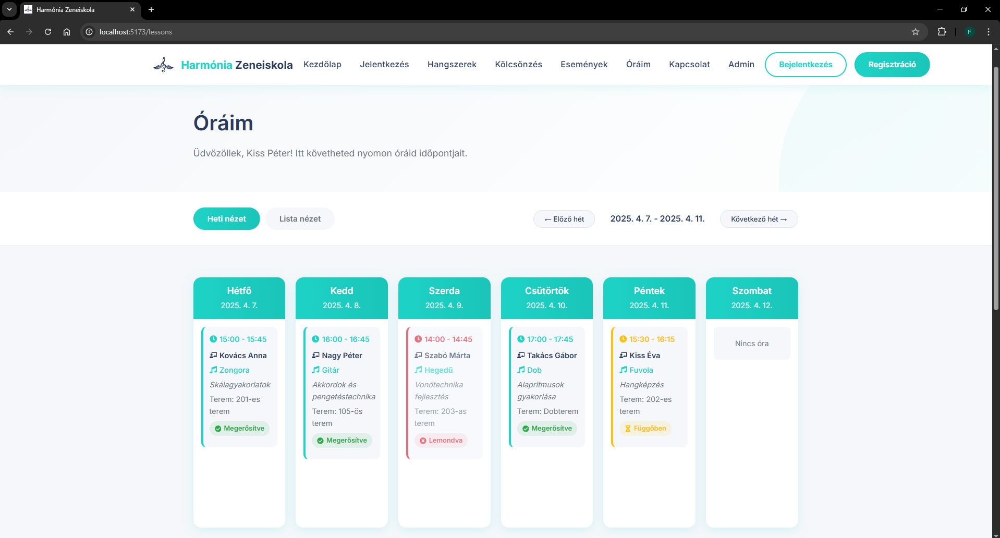 Harmónia Zeneiskola
localhost:5173/lessons
F
Harmónia Zeneiskola
Kezdőlap
Jelentkezés
Hangszerek
Kölcsönzés
Események
Óráim
Kapcsolat
Admin
Bejelentkezés
Regisztráció
Óráim
Üdvözöllek, Kiss Péter! Itt követheted nyomon óráid időpontjait.
Heti nézet
Lista nézet
← Előző hét
2025. 4. 7. - 2025. 4. 11.
Következő hét →
Hétfő
2025. 4. 7.
15:00 - 15:45
Kovács Anna
Zongora
Skálagyakorlatok
Terem: 201-es
terem
Megerősítve
Kedd
2025. 4. 8.
16:00 - 16:45
Nagy Péter
Gitár
Akkordok és
pengetéstechnika
Terem: 105-ös
terem
Megerősítve
Szerda
2025. 4. 9.
14:00 - 14:45
Szabó Márta
Hegedű
Vonótechnika
fejlesztés
Terem: 203-as
terem
Lemondva
Csütörtök
2025. 4. 10.
17:00 - 17:45
Takács Gábor
Dob
Alapritmusok
gyakorlása
Terem: Dobterem
Megerősítve
Péntek
2025. 4. 11.
15:30 - 16:15
Kiss Éva
Fuvola
Hangképzés
Terem: 202-es
terem
Függőben
Szombat
2025. 4. 12.
Nincs óra